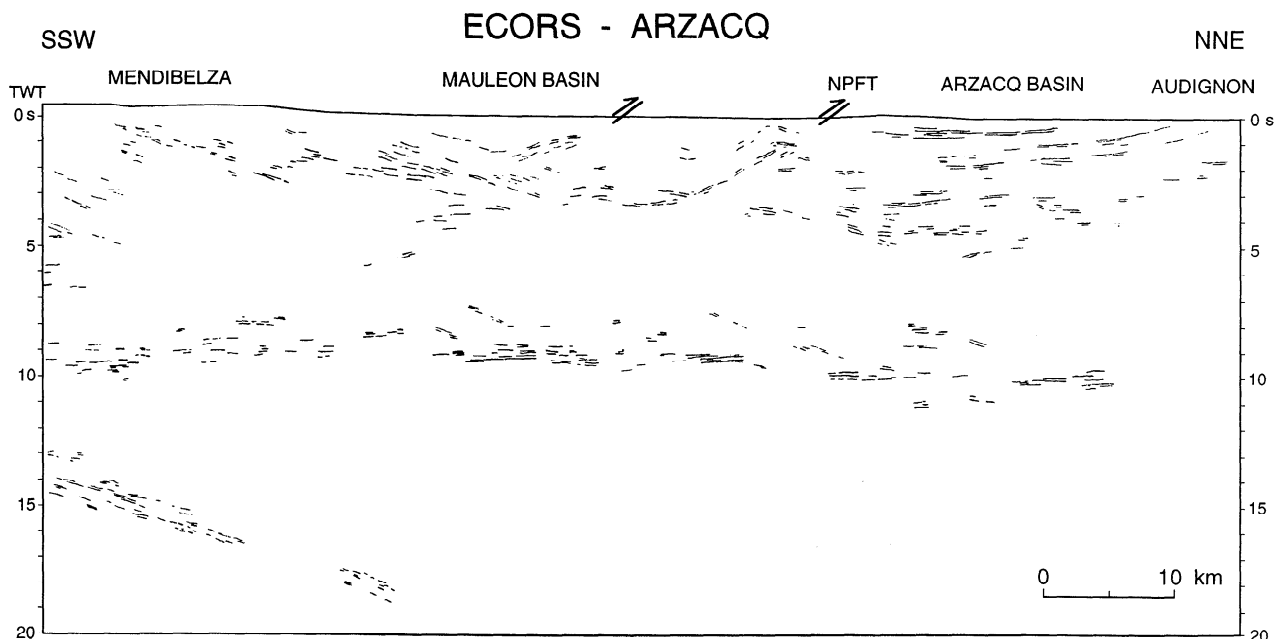 ECORS - ARZACQ
SSW NNE
MENDIBELZA MAULEON BASIN NPFT ARZACQ BASIN AUDIGNON
TWT
0 s 0 s
5 5
10 10
15 15
0 10 km
20 20